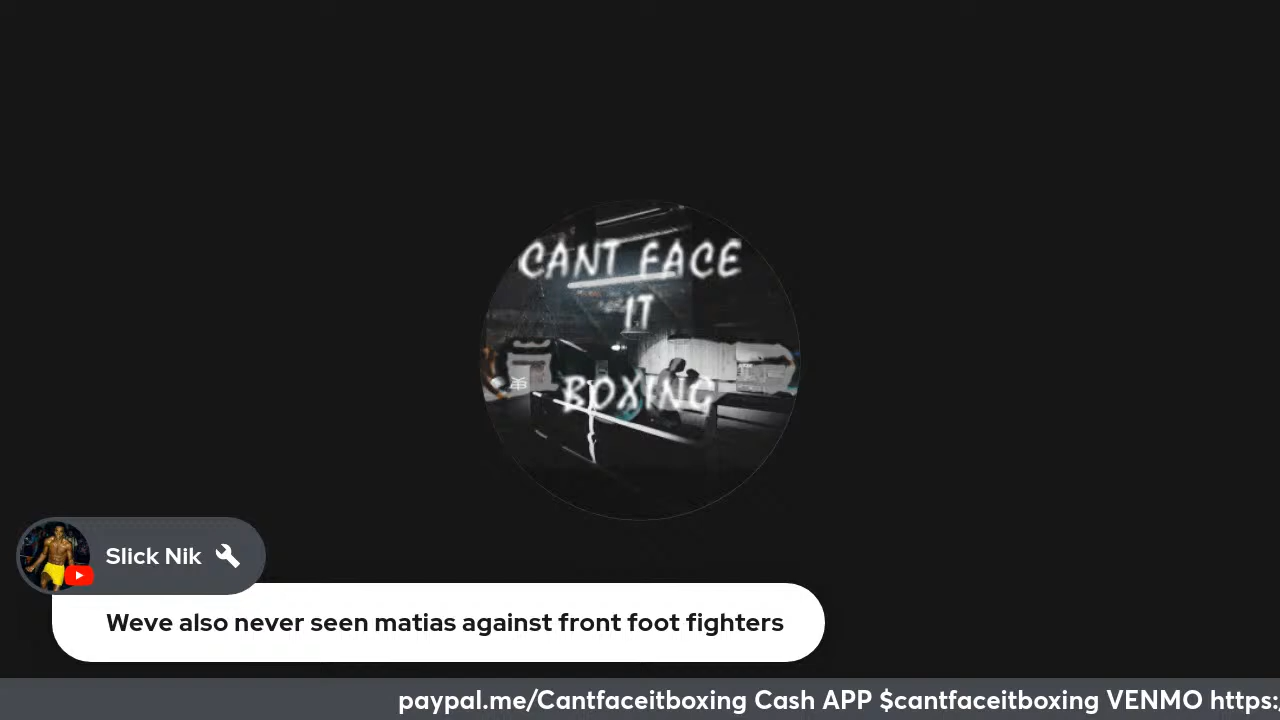 CANT FACE
IT
BOXING
Slick Nik
Weve also never seen matias against front foot fighters
paypal.me/Cantfaceitboxing Cash APP $cantfaceitboxing VENMO https: